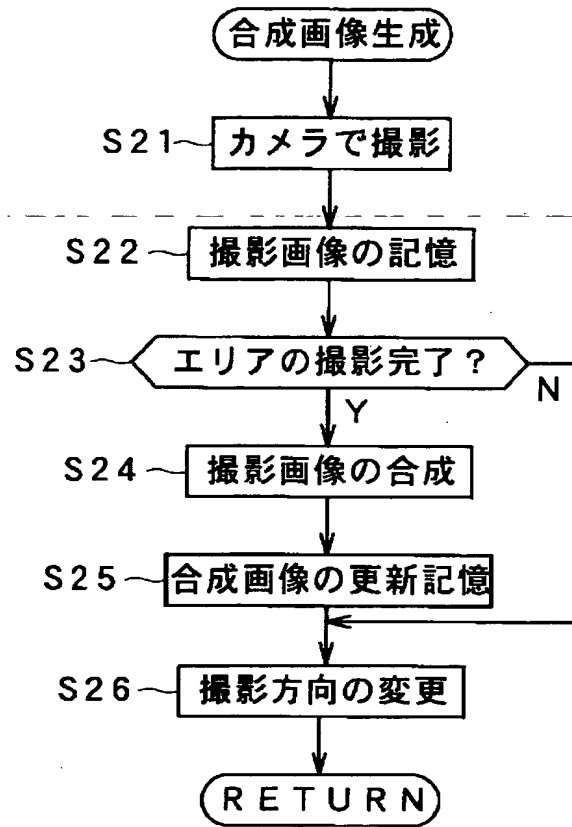 合成画像生成
S21 カメラで撮影
S22 撮影画像の記憶
S23 エリアの撮影完了?
N
Y
S24 撮影画像の合成
S25 合成画像の更新記憶
S26 撮影方向の変更
RETURN